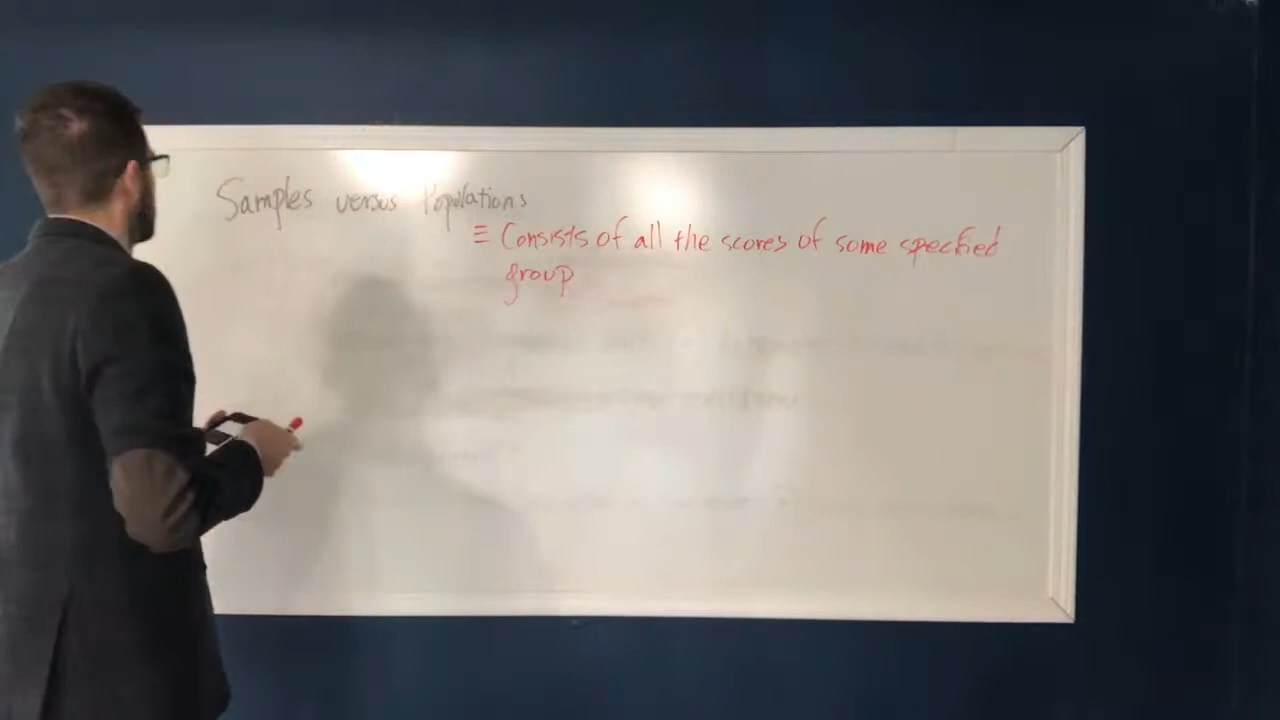 Samples versus Populations
≡ Consists of all the scores of some specified
group